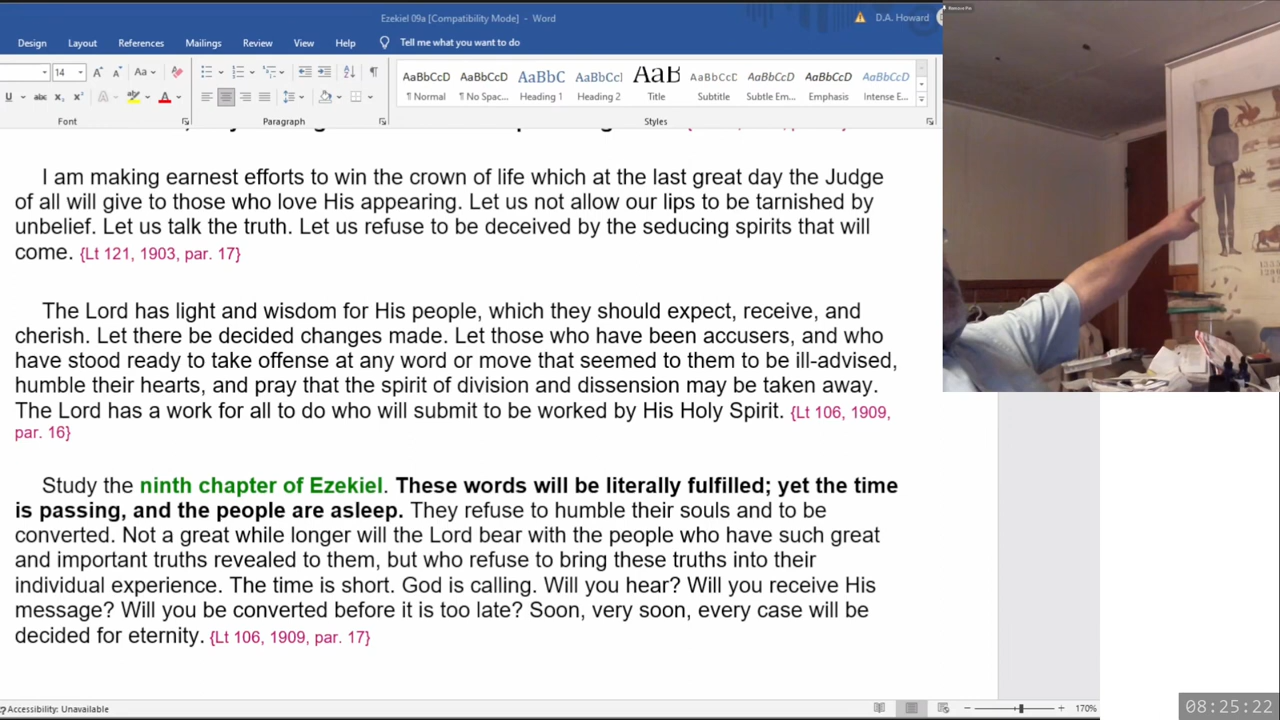 Ezekiel 09a [Compatibility Mode] - Word
D.A. Howard
Design Layout References Mailings Review View Help Tell me what you want to do
14
AaBbCcD AaBbCcD AaBbC AaBbCcl AaB AaBbCcD AaBbCcD AaBbCcD AaBbCcD
¶ Normal ¶ No Spac... Heading 1 Heading 2 Title Subtitle Subtle Em... Emphasis Intense E...
Font Paragraph Styles
I am making earnest efforts to win the crown of life which at the last great day the Judge
of all will give to those who love His appearing. Let us not allow our lips to be tarnished by
unbelief. Let us talk the truth. Let us refuse to be deceived by the seducing spirits that will
come. {Lt 121, 1903, par. 17}
The Lord has light and wisdom for His people, which they should expect, receive, and
cherish. Let there be decided changes made. Let those who have been accusers, and who
have stood ready to take offense at any word or move that seemed to them to be ill-advised,
humble their hearts, and pray that the spirit of division and dissension may be taken away.
The Lord has a work for all to do who will submit to be worked by His Holy Spirit. {Lt 106, 1909,
par. 16}
Study the ninth chapter of Ezekiel. These words will be literally fulfilled; yet the time
is passing, and the people are asleep. They refuse to humble their souls and to be
converted. Not a great while longer will the Lord bear with the people who have such great
and important truths revealed to them, but who refuse to bring these truths into their
individual experience. The time is short. God is calling. Will you hear? Will you receive His
message? Will you be converted before it is too late? Soon, very soon, every case will be
decided for eternity. {Lt 106, 1909, par. 17}
Accessibility: Unavailable
170%
08:25:22